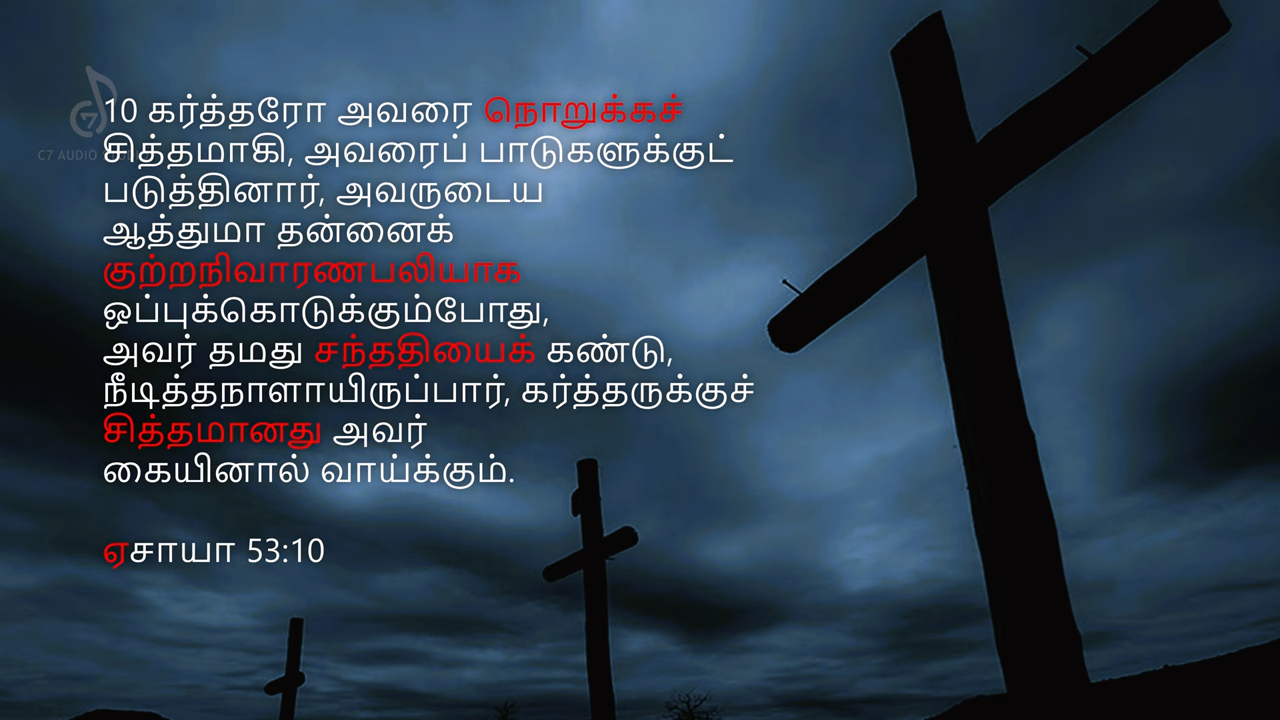 10 கர்த்தரோ அவரை நொறுக்கச்
சித்தமாகி, அவரைப் பாடுகளுக்குட்
படுத்தினார், அவருடைய
ஆத்துமா தன்னைக்
குற்றநிவாரணபலியாக
ஒப்புக்கொடுக்கும்போது,
அவர் தமது சந்ததியைக் கண்டு,
நீடித்தநாளாயிருப்பார், கர்த்தருக்குச்
சித்தமானது அவர்
கையினால் வாய்க்கும்.
ஏசாயா 53:10
C7 AUDIO